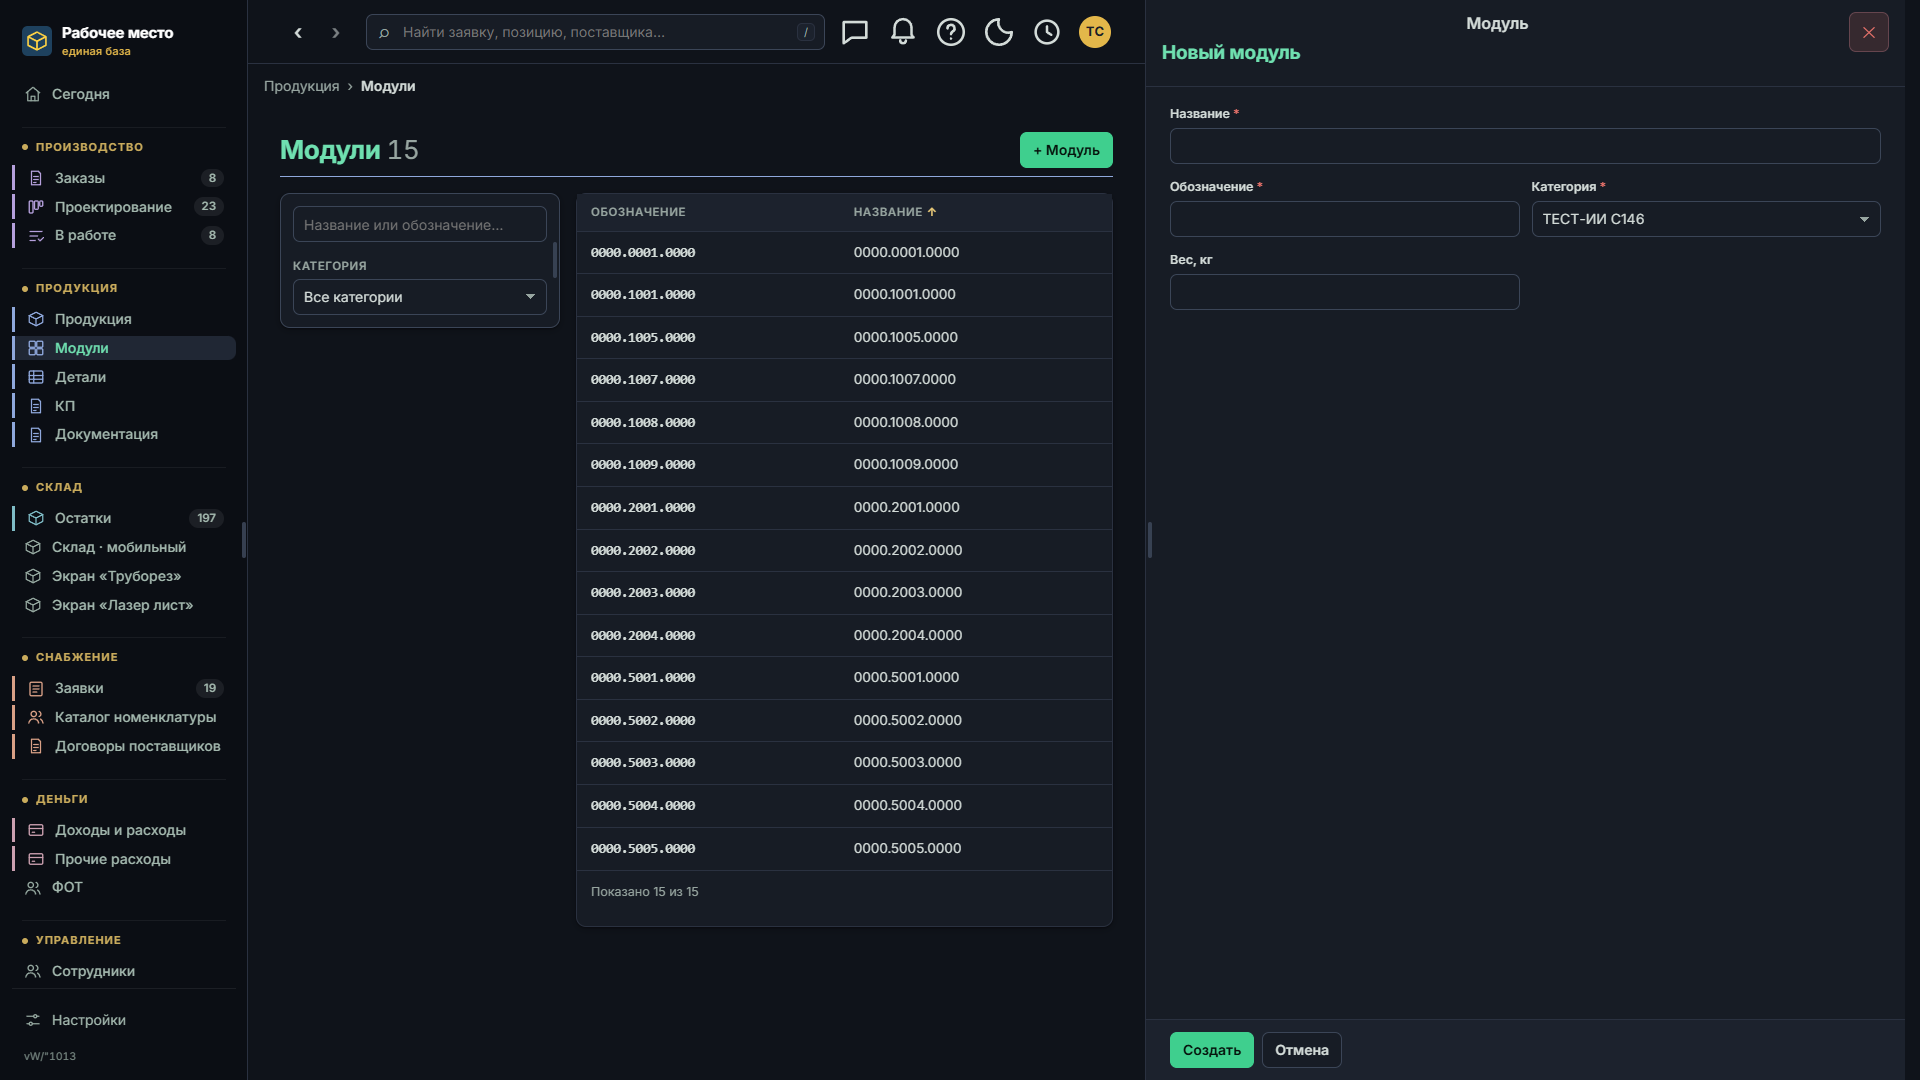 Рабочее место
единая база
Сегодня
ПРОИЗВОДСТВО
Заказы 8
Проектирование 23
В работе 8
ПРОДУКЦИЯ
Продукция
Модули
Детали
КП
Документация
СКЛАД
Остатки 197
Склад · мобильный
Экран «Труборез»
Экран «Лазер лист»
СНАБЖЕНИЕ
Заявки 19
Каталог номенклатуры
Договоры поставщиков
ДЕНЬГИ
Доходы и расходы
Прочие расходы
ФОТ
УПРАВЛЕНИЕ
Сотрудники
Настройки
vW/"1013
Найти заявку, позицию, поставщика... /
TC
Продукция › Модули
Модули 15
+ Модуль
Название или обозначение...
КАТЕГОРИЯ
Все категории
ОБОЗНАЧЕНИЕ НАЗВАНИЕ
0000.0001.0000 0000.0001.0000
0000.1001.0000 0000.1001.0000
0000.1005.0000 0000.1005.0000
0000.1007.0000 0000.1007.0000
0000.1008.0000 0000.1008.0000
0000.1009.0000 0000.1009.0000
0000.2001.0000 0000.2001.0000
0000.2002.0000 0000.2002.0000
0000.2003.0000 0000.2003.0000
0000.2004.0000 0000.2004.0000
0000.5001.0000 0000.5001.0000
0000.5002.0000 0000.5002.0000
0000.5003.0000 0000.5003.0000
0000.5004.0000 0000.5004.0000
0000.5005.0000 0000.5005.0000
Показано 15 из 15
Модуль
Новый модуль
Название *
Обозначение * Категория *
ТЕСТ-ИИ С146
Вес, кг
Создать Отмена